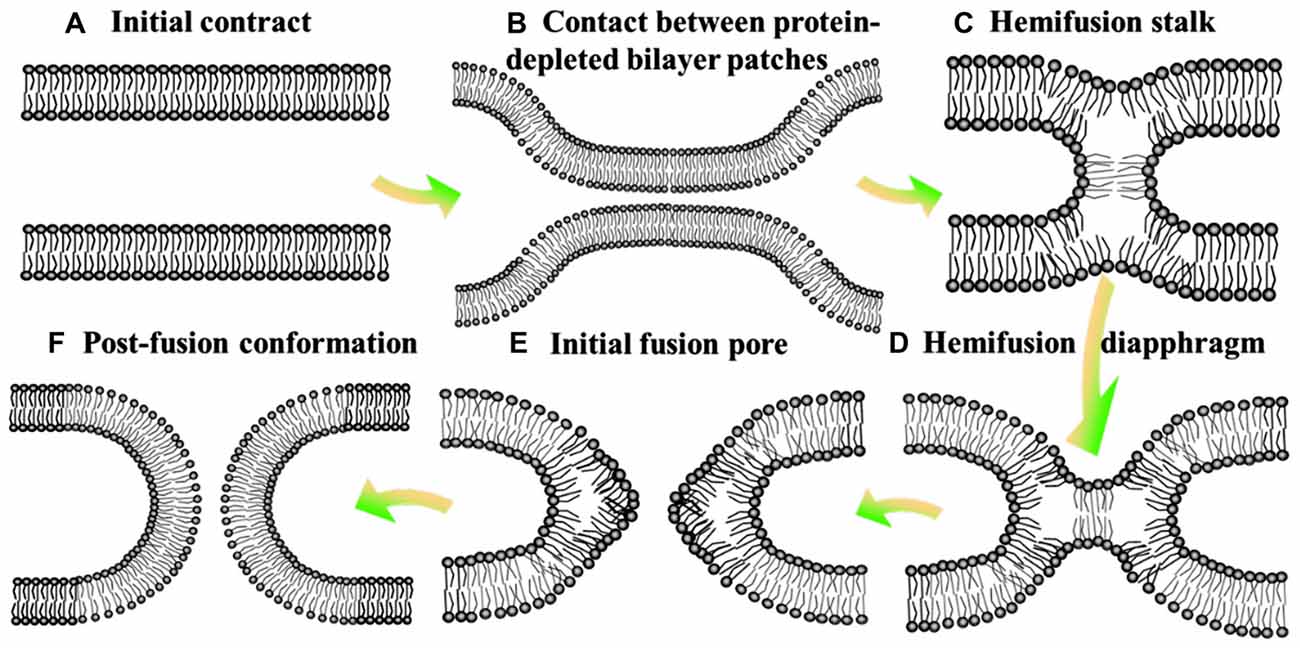 A Initial contract
B Contact between protein-
depleted bilayer patches
C Hemifusion stalk
D Hemifusion diapphragm
E Initial fusion pore
F Post-fusion conformation